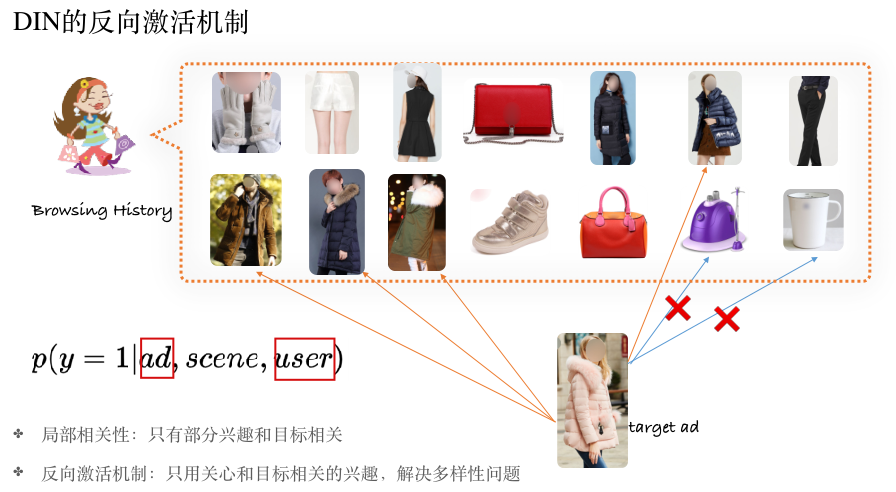 DIN的反向激活机制
Browsing History
p(y = 1|ad, scene, user)
target ad
局部相关性：只有部分兴趣和目标相关
反向激活机制：只用关心和目标相关的兴趣，解决多样性问题